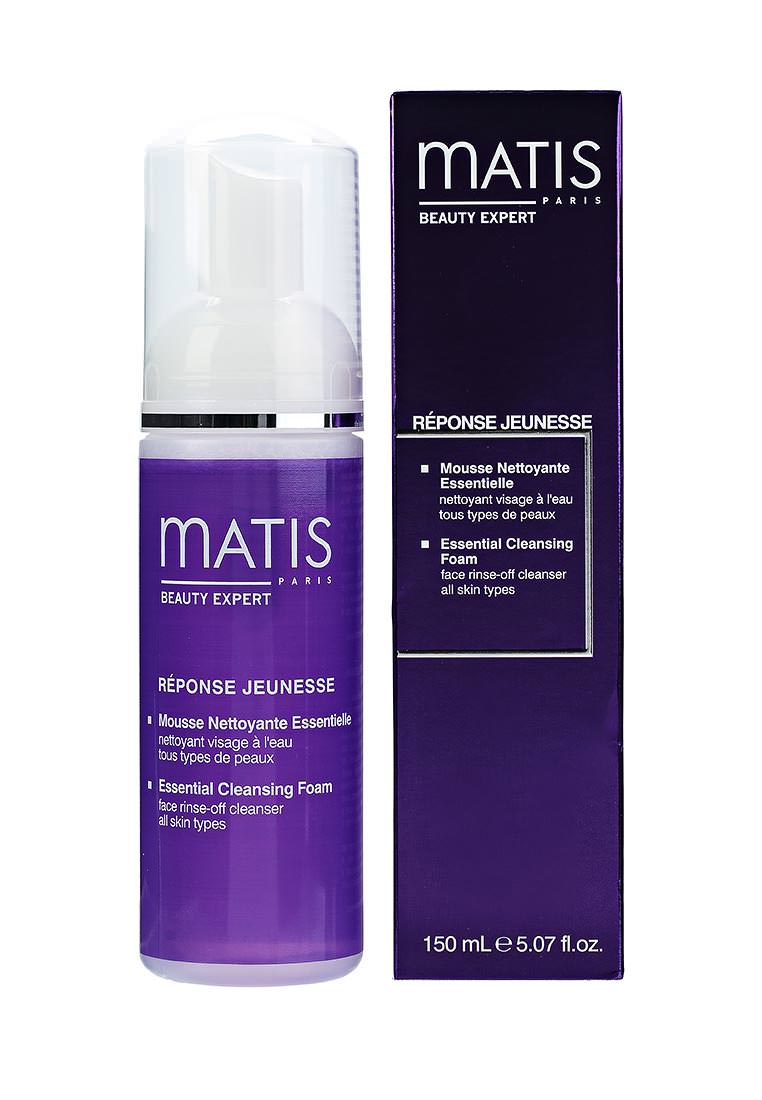 MATIS
PARIS
BEAUTY EXPERT
RÉPONSE JEUNESSE
Mousse Nettoyante Essentielle
nettoyant visage à l'eau
tous types de peaux
Essential Cleansing Foam
face rinse-off cleanser
all skin types
MATIS
PARIS
BEAUTY EXPERT
RÉPONSE JEUNESSE
Mousse Nettoyante
Essentielle
nettoyant visage à l'eau
tous types de peaux
Essential Cleansing
Foam
face rinse-off cleanser
all skin types
150 mL ℮ 5.07 fl.oz.